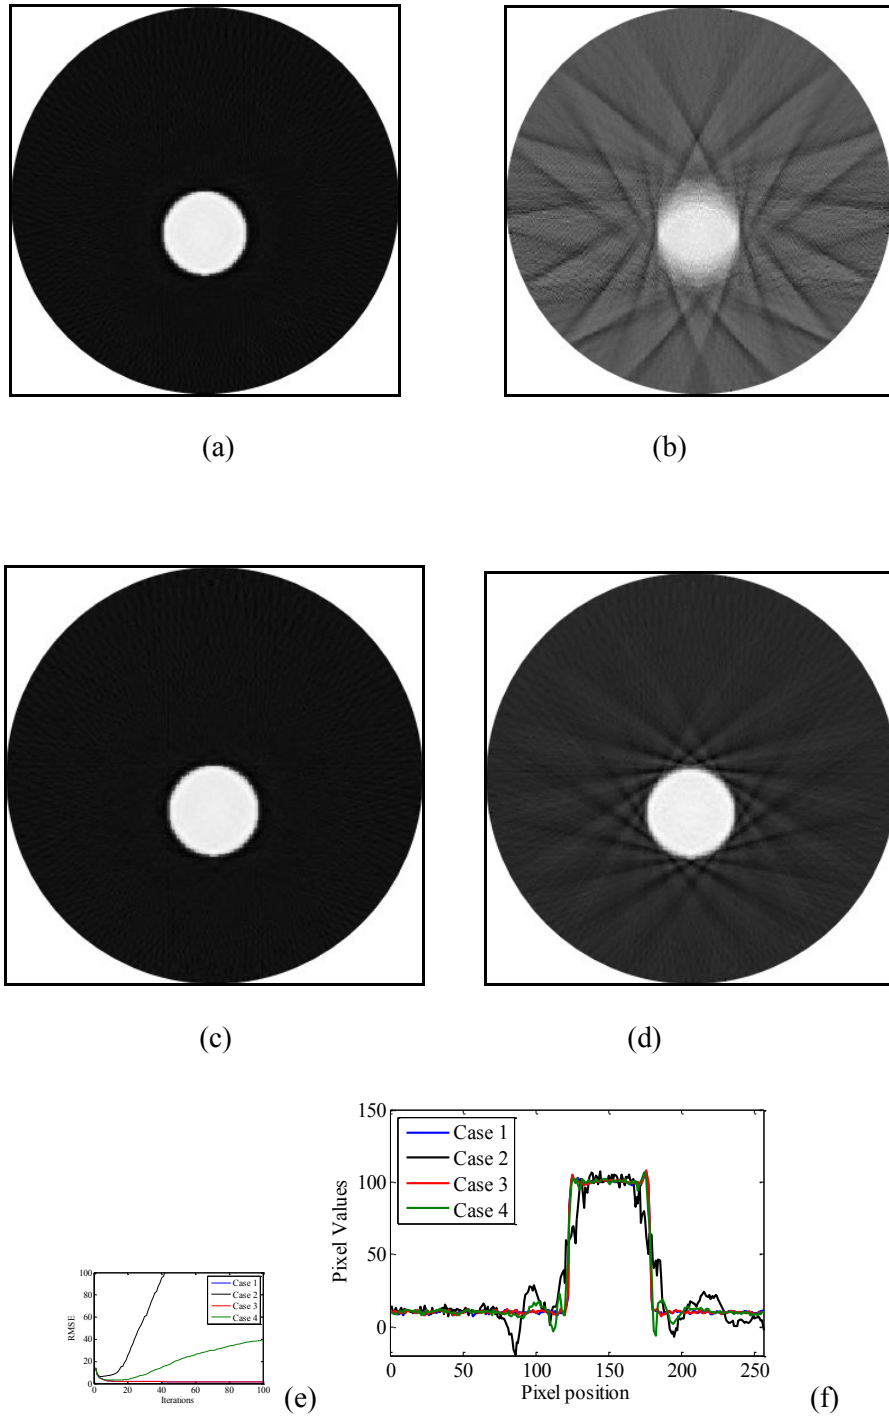 (a)
(b)
(c)
(d)
100
80
60
40
20
0
0
20
40
60
80
100
RMSE
Iterations
Case 1
Case 2
Case 3
Case 4
(e)
150
100
50
0
0
50
100
150
200
250
Pixel Values
Pixel position
Case 1
Case 2
Case 3
Case 4
(f)